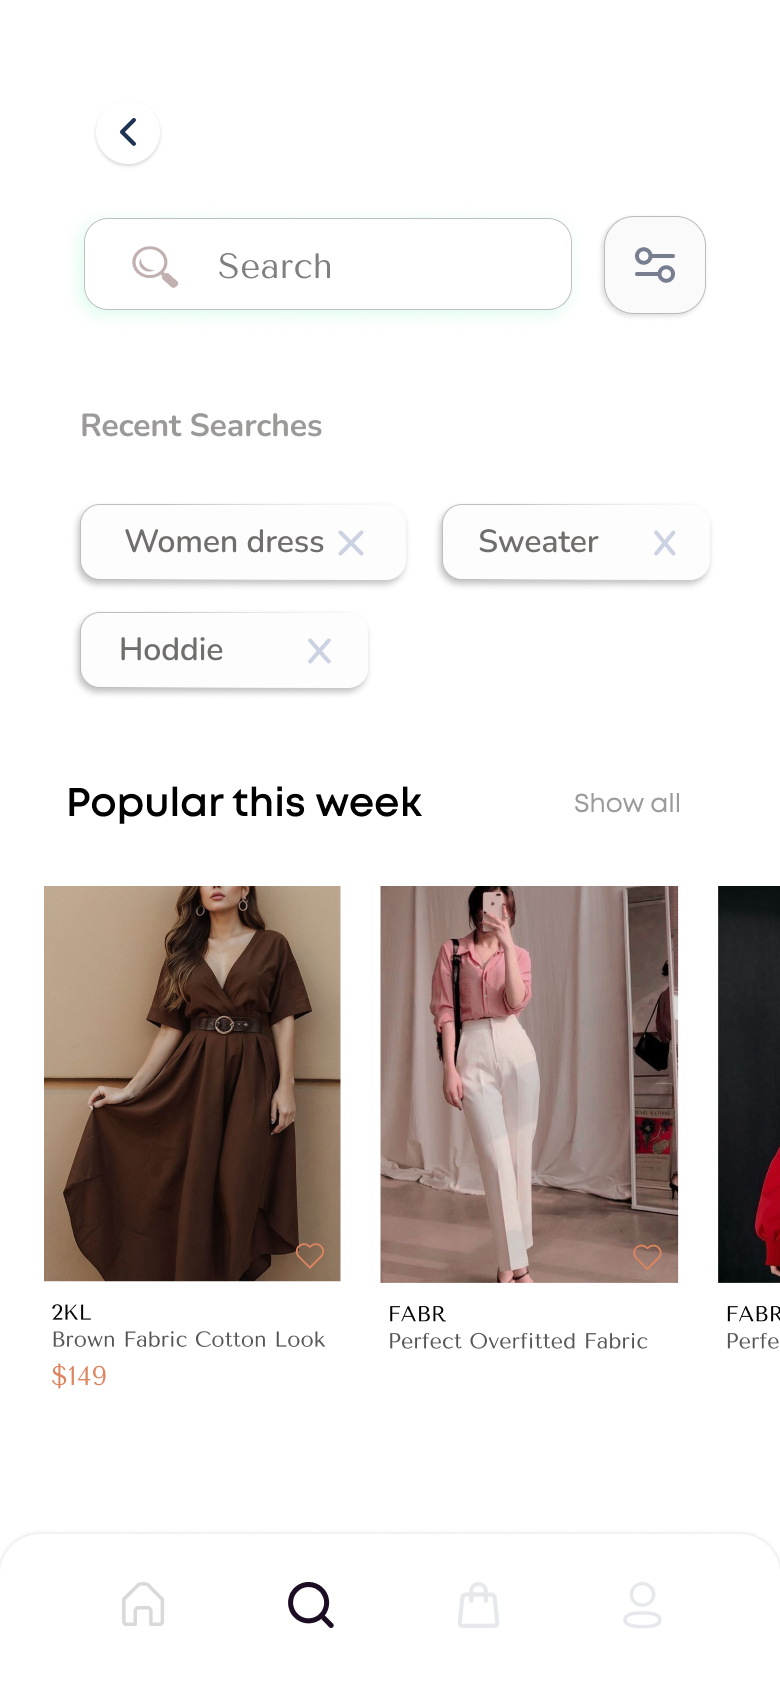 Search
Recent Searches
Women dress
Sweater
Hoddie
Popular this week
Show all
2KL
Brown Fabric Cotton Look
$149
FABR
Perfect Overfitted Fabric
FABR
Perfe